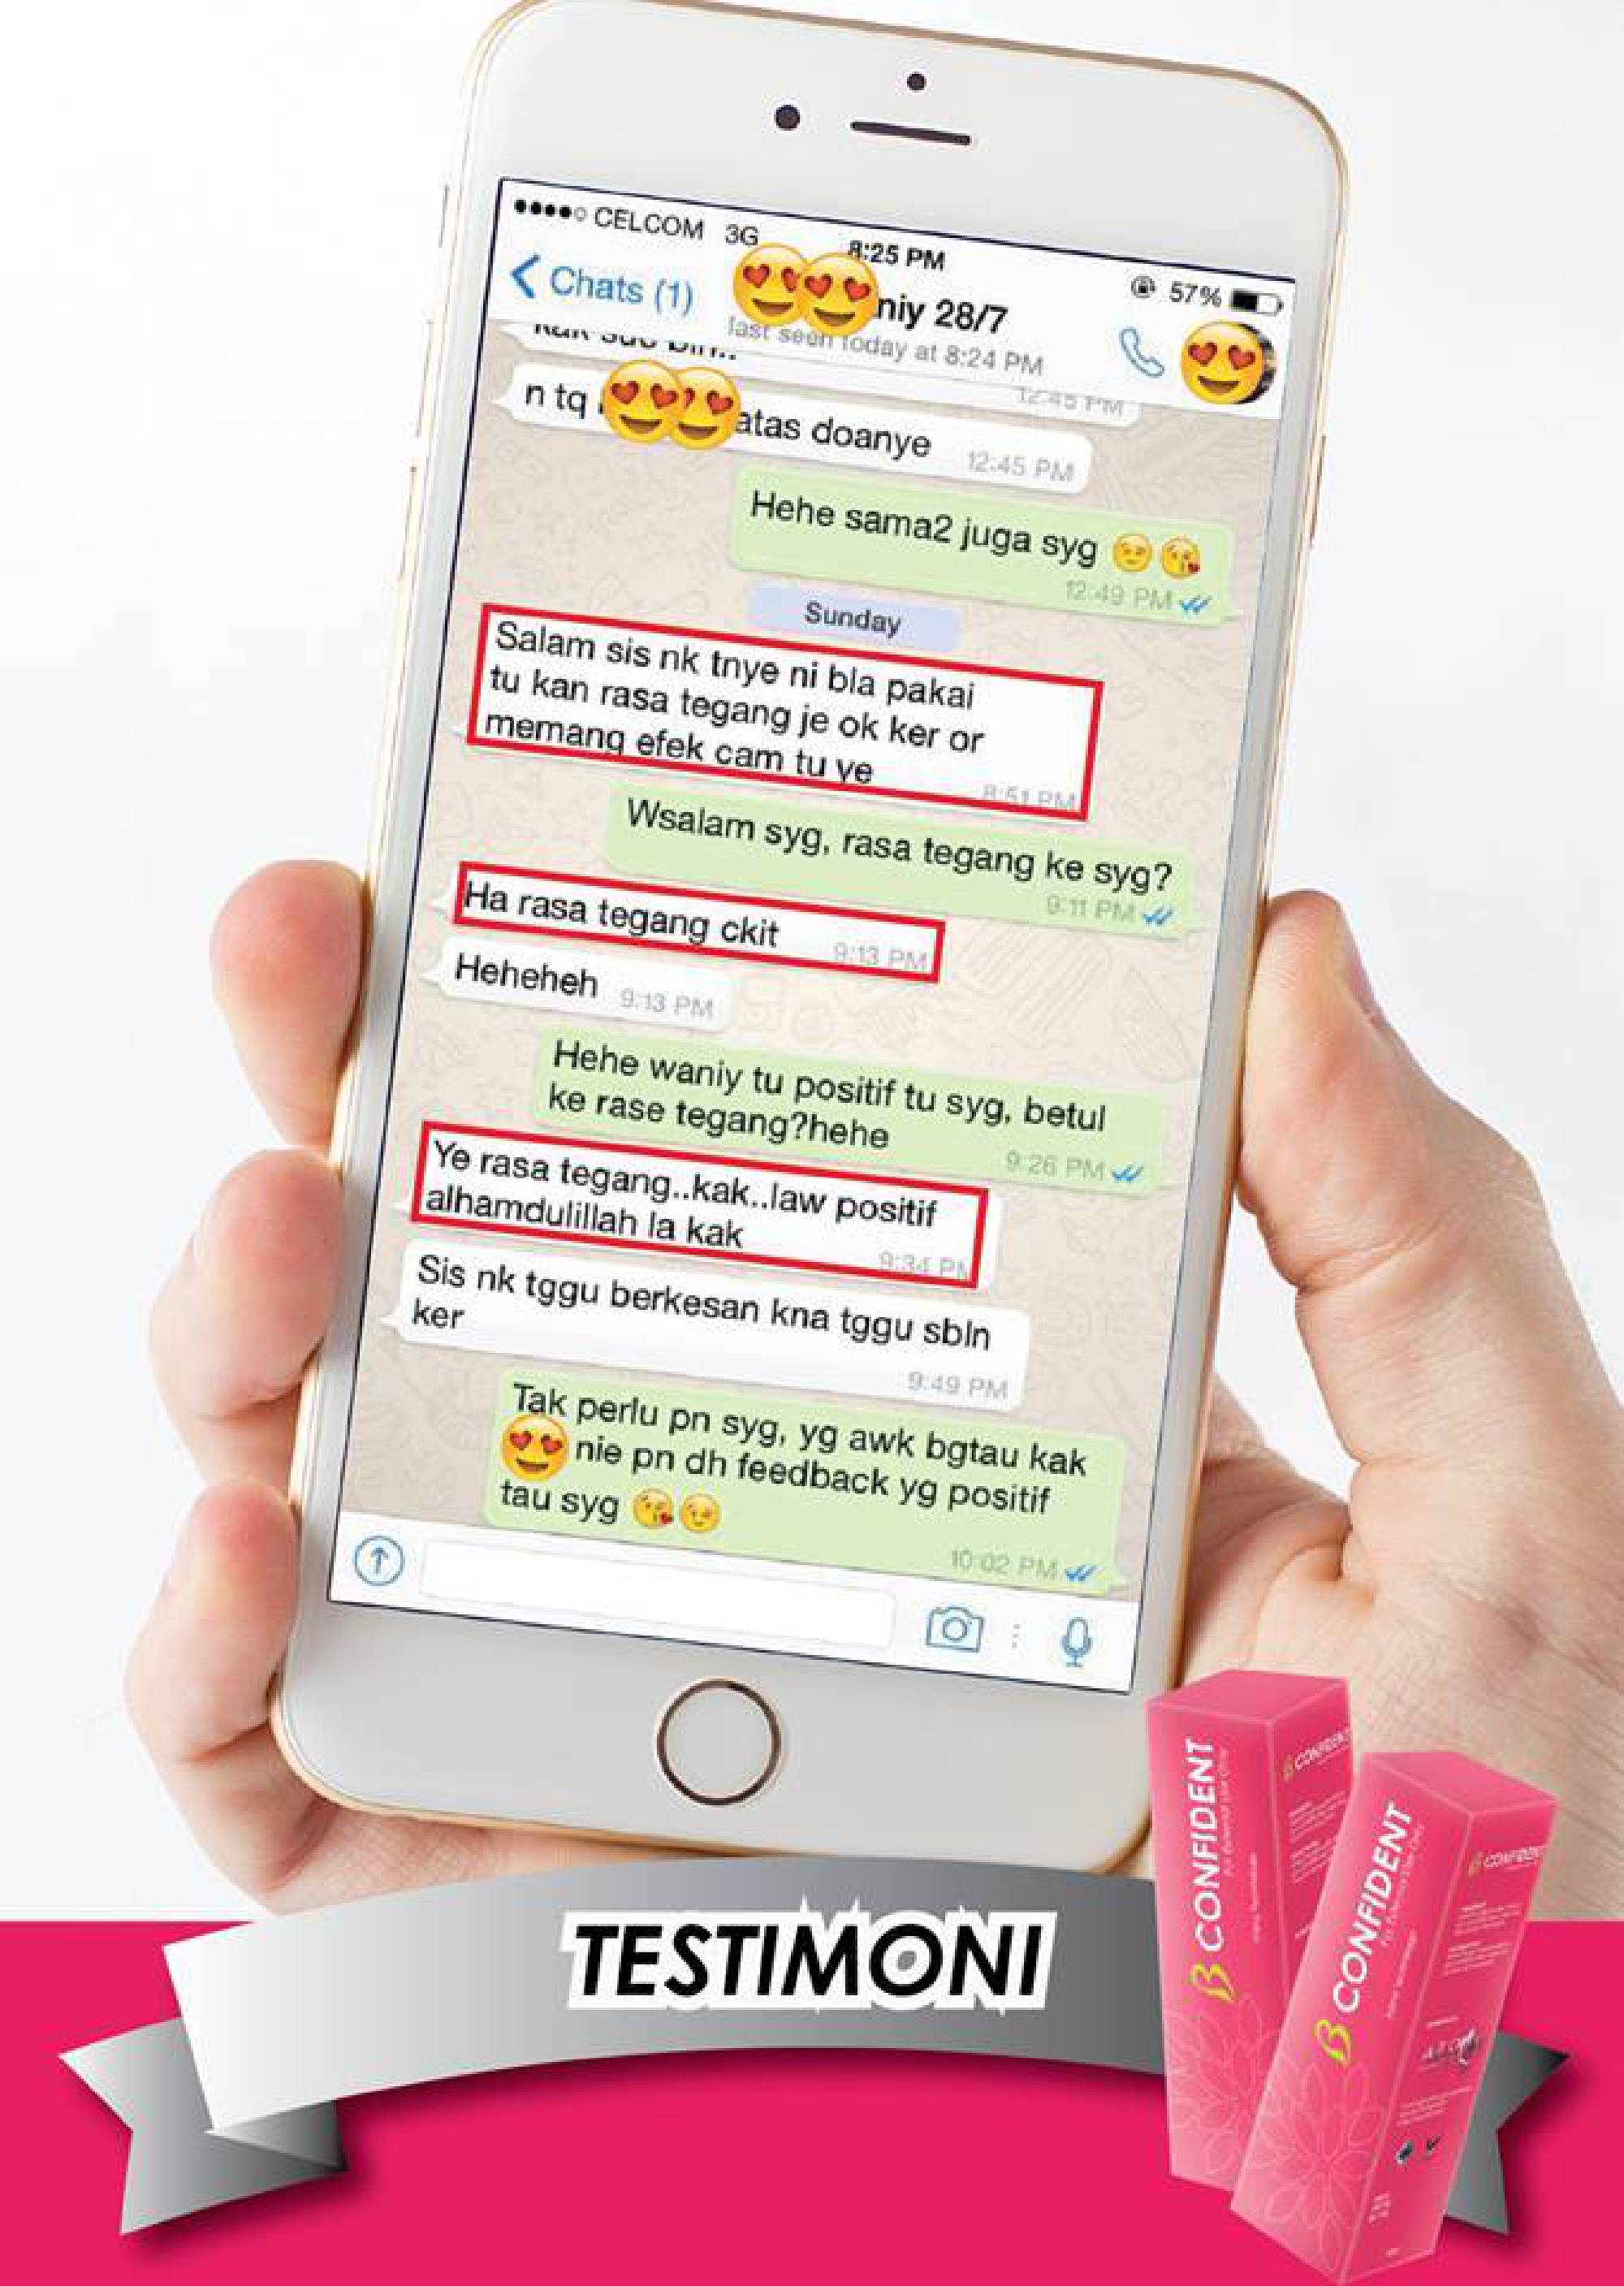 CELCOM 3G 8:25 PM 57%
Chats (1) niy 28/7
last seen today at 8:24 PM
12:45 PM
n tq atas doanye 12:45 PM
Hehe sama2 juga syg 😉😘
12:49 PM
Sunday
Salam sis nk tnye ni bla pakai
tu kan rasa tegang je ok ker or
memang efek cam tu ye
8:51 PM
Wsalam syg, rasa tegang ke syg?
9:11 PM
Ha rasa tegang ckit 9:13 PM
Heheheh 9:13 PM
Hehe waniy tu positif tu syg, betul
ke rase tegang?hehe
9:26 PM
Ye rasa tegang..kak..law positif
alhamdulillah la kak
9:34 PM
Sis nk tggu berkesan kna tggu sbln
ker
9:49 PM
Tak perlu pn syg, yg awk bgtau kak
😍 nie pn dh feedback yg positif
tau syg 😘😉
10:02 PM
TESTIMONI
B CONFIDENT
B CONFIDENT